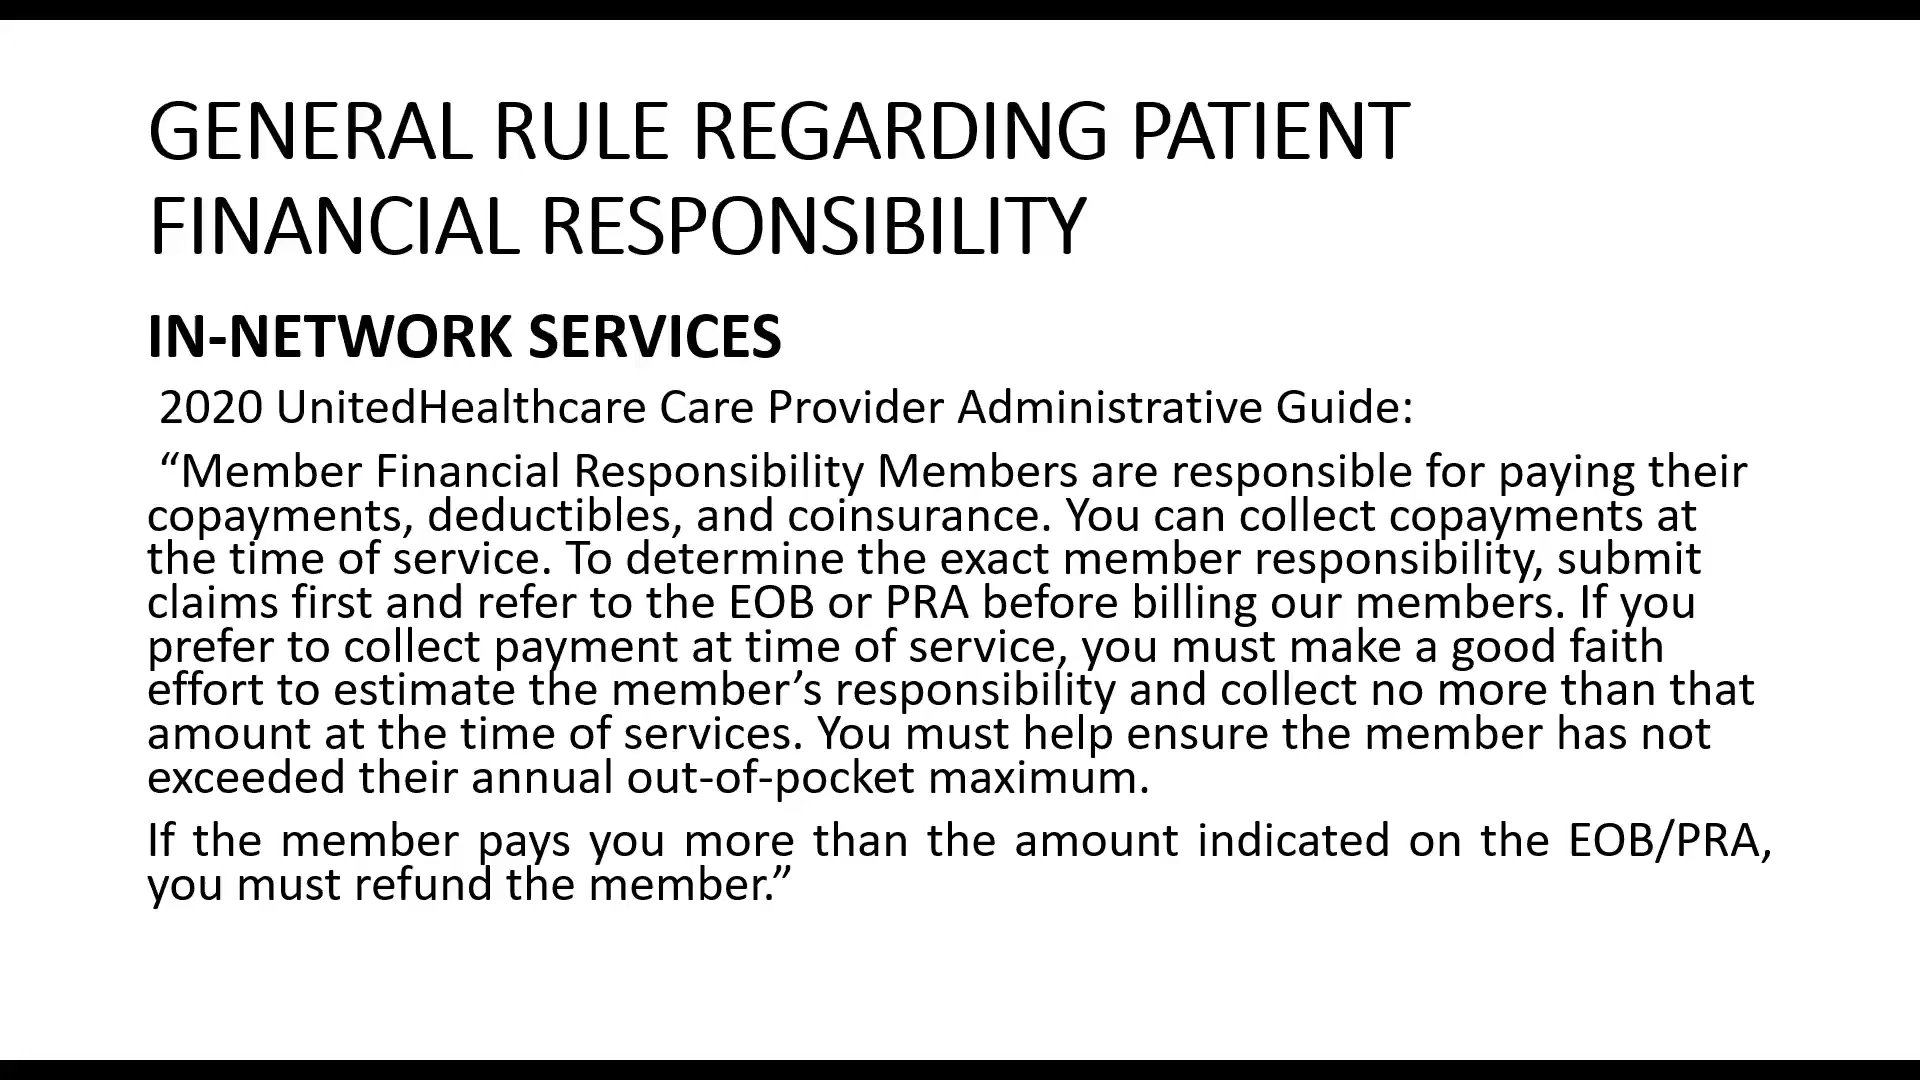 GENERAL RULE REGARDING PATIENT
FINANCIAL RESPONSIBILITY
IN-NETWORK SERVICES
2020 UnitedHealthcare Care Provider Administrative Guide:
“Member Financial Responsibility Members are responsible for paying their
copayments, deductibles, and coinsurance. You can collect copayments at
the time of service. To determine the exact member responsibility, submit
claims first and refer to the EOB or PRA before billing our members. If you
prefer to collect payment at time of service, you must make a good faith
effort to estimate the member’s responsibility and collect no more than that
amount at the time of services. You must help ensure the member has not
exceeded their annual out-of-pocket maximum.
If the member pays you more than the amount indicated on the EOB/PRA,
you must refund the member.”